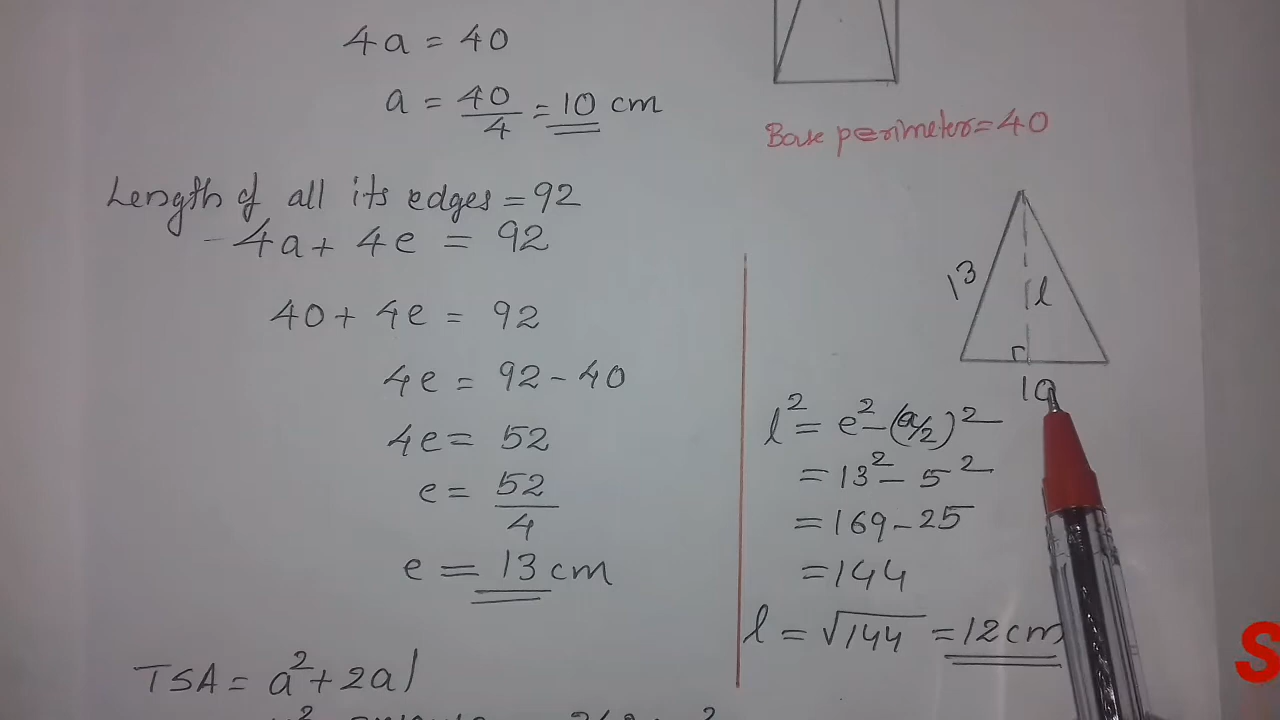 4a = 40
a = 40/4 = 10 cm
Base perimeter = 40
Length of all its edges = 92
4a + 4e = 92
40 + 4e = 92
4e = 92 - 40
4e = 52
e = 52/4
e = 13 cm
TSA = a² + 2al
13
l
10
l² = e² - (a/2)²
= 13² - 5²
= 169 - 25
= 144
l = √144 = 12 cm
S